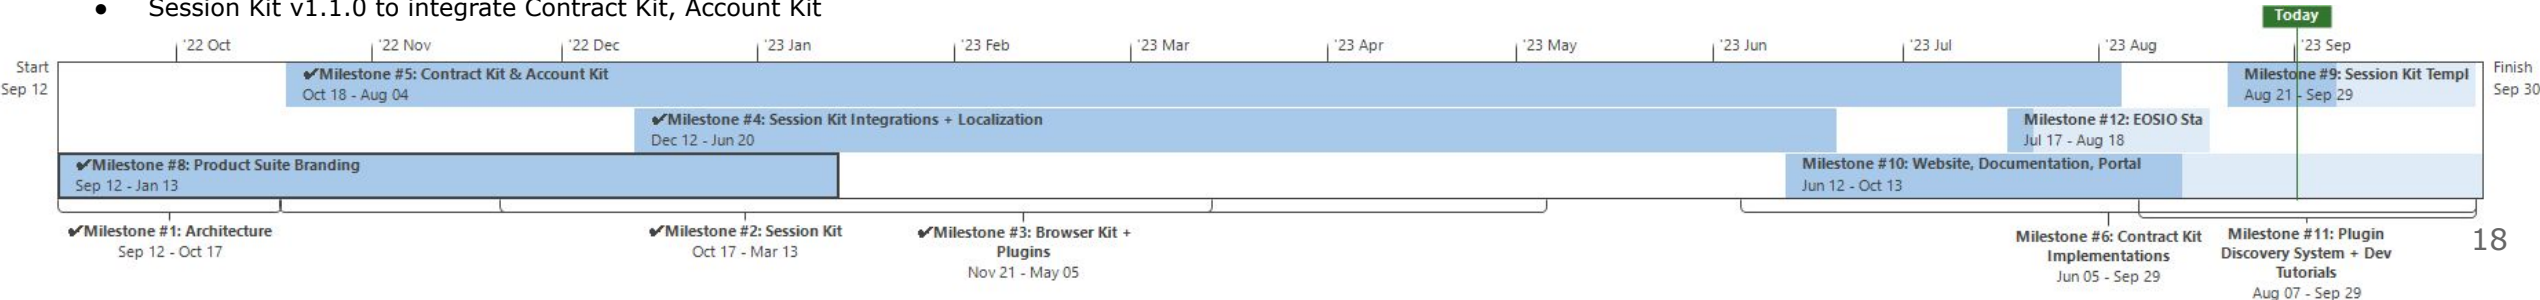 ● Session Kit v1.1.0 to integrate Contract Kit, Account Kit
Today
'22 Oct '22 Nov '22 Dec '23 Jan '23 Feb '23 Mar '23 Apr '23 May '23 Jun '23 Jul '23 Aug '23 Sep
Start
Sep 12
Finish
Sep 30
✔Milestone #5: Contract Kit & Account Kit
Oct 18 - Aug 04
Milestone #9: Session Kit Templ
Aug 21 - Sep 29
✔Milestone #4: Session Kit Integrations + Localization
Dec 12 - Jun 20
Milestone #12: EOSIO Sta
Jul 17 - Aug 18
✔Milestone #8: Product Suite Branding
Sep 12 - Jan 13
Milestone #10: Website, Documentation, Portal
Jun 12 - Oct 13
✔Milestone #1: Architecture
Sep 12 - Oct 17
✔Milestone #2: Session Kit
Oct 17 - Mar 13
✔Milestone #3: Browser Kit +
Plugins
Nov 21 - May 05
Milestone #6: Contract Kit
Implementations
Jun 05 - Sep 29
Milestone #11: Plugin
Discovery System + Dev
Tutorials
Aug 07 - Sep 29
18